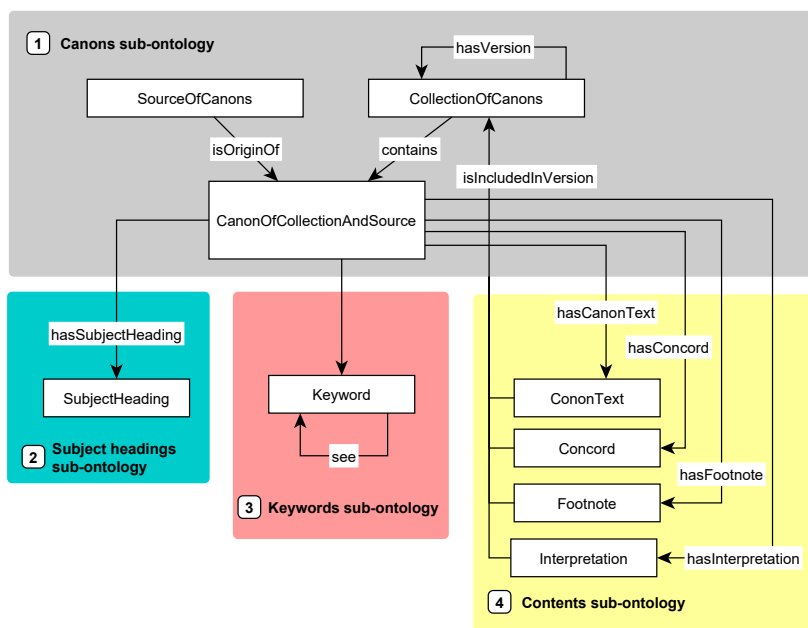 1 Canons sub-ontology
hasVersion
SourceOfCanons
CollectionOfCanons
isOriginOf
contains
isIncludedInVersion
CanonOfCollectionAndSource
hasSubjectHeading
hasCanonText
hasConcord
SubjectHeading
Keyword
CononText
2 Subject headings
sub-ontology
see
Concord
hasFootnote
3 Keywords sub-ontology
Footnote
Interpretation
hasInterpretation
4 Contents sub-ontology